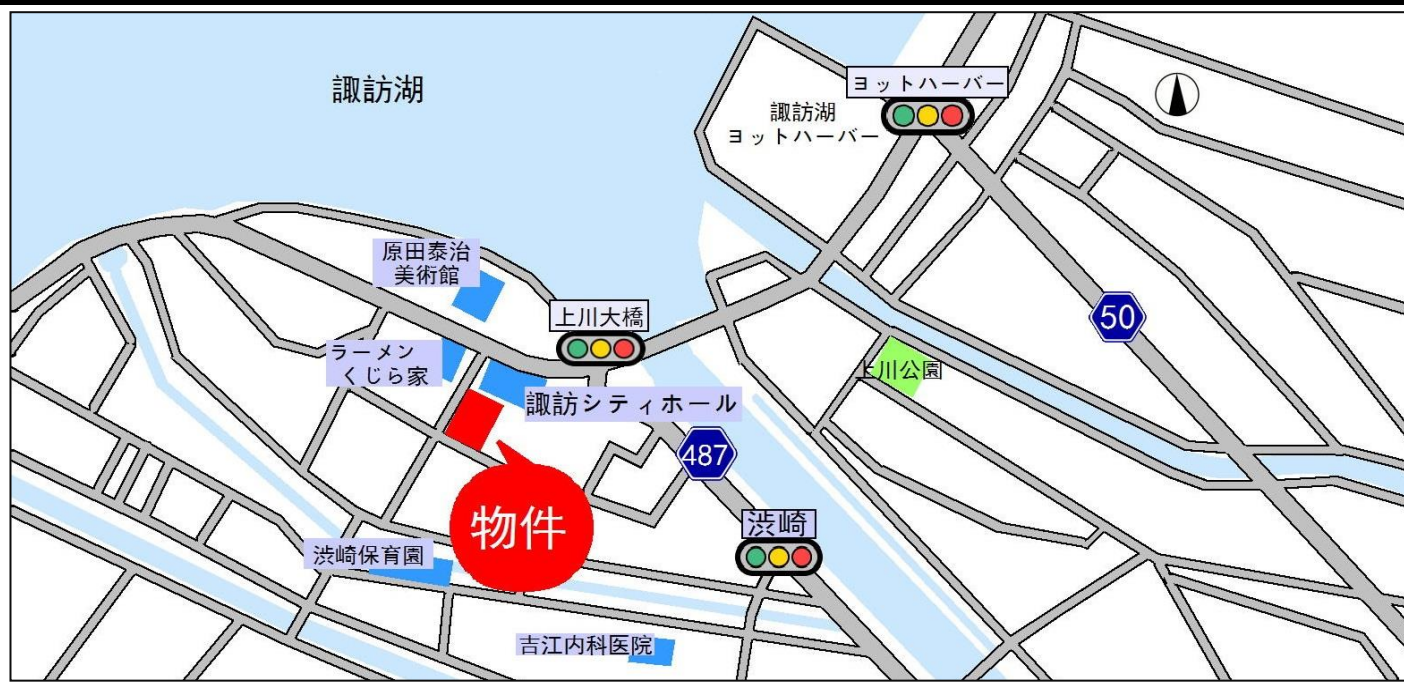 諏訪湖
ヨットハーバー
諏訪湖
ヨットハーバー
原田泰治
美術館
上川大橋
50
ラーメン
くじら家
上川公園
諏訪シティホール
487
物件
渋崎
渋崎保育園
吉江内科医院